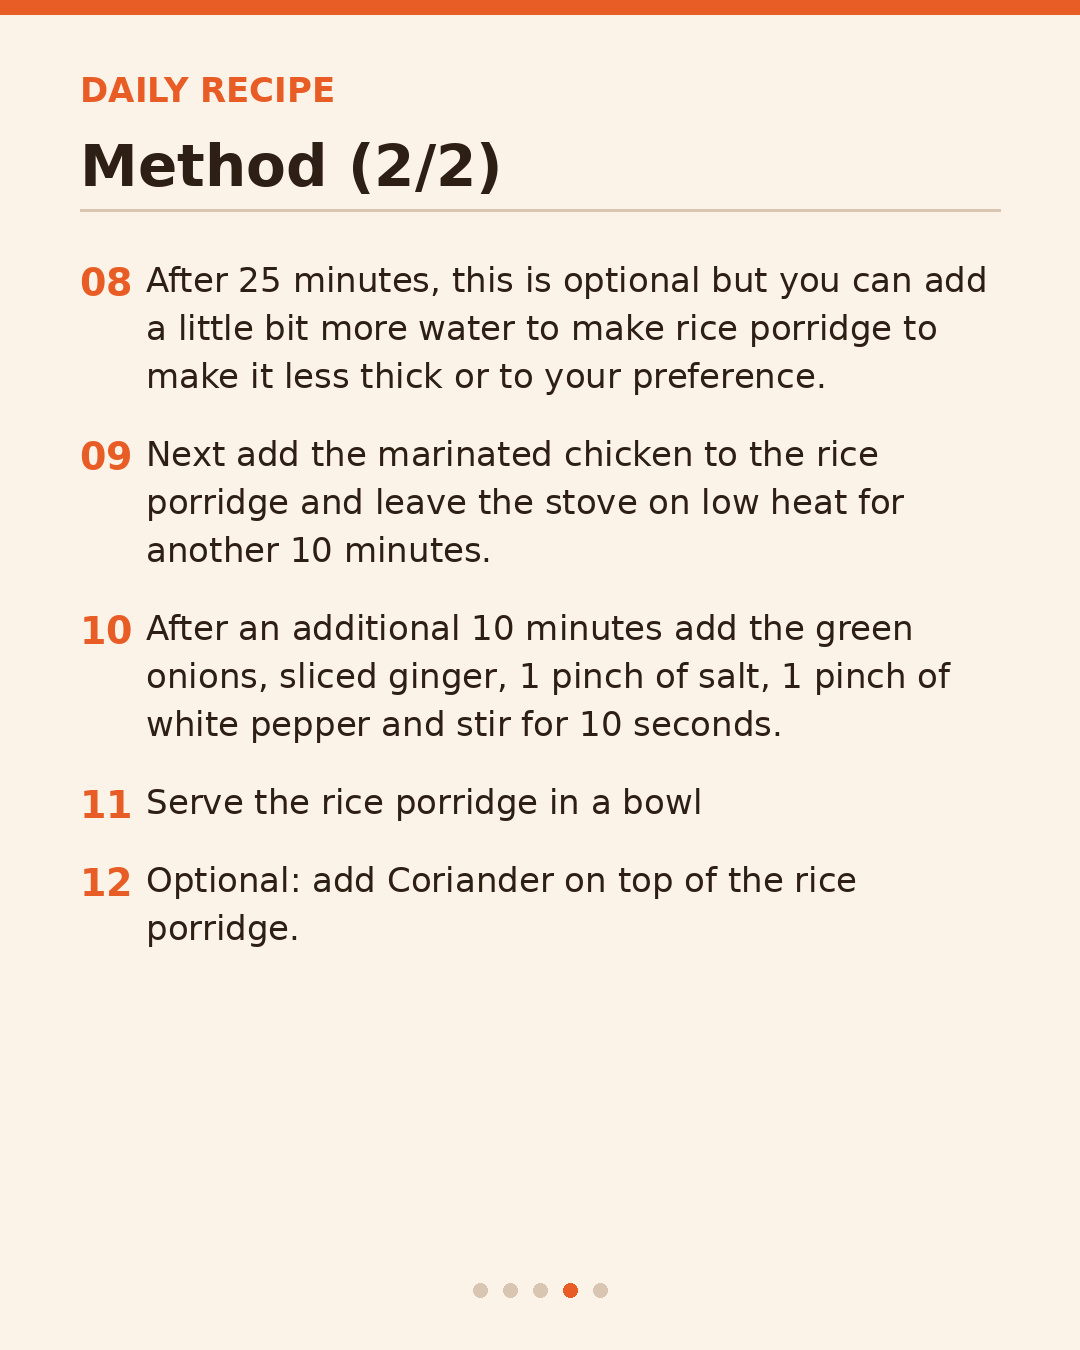 DAILY RECIPE
Method (2/2)
08 After 25 minutes, this is optional but you can add
a little bit more water to make rice porridge to
make it less thick or to your preference.
09 Next add the marinated chicken to the rice
porridge and leave the stove on low heat for
another 10 minutes.
10 After an additional 10 minutes add the green
onions, sliced ginger, 1 pinch of salt, 1 pinch of
white pepper and stir for 10 seconds.
11 Serve the rice porridge in a bowl
12 Optional: add Coriander on top of the rice
porridge.